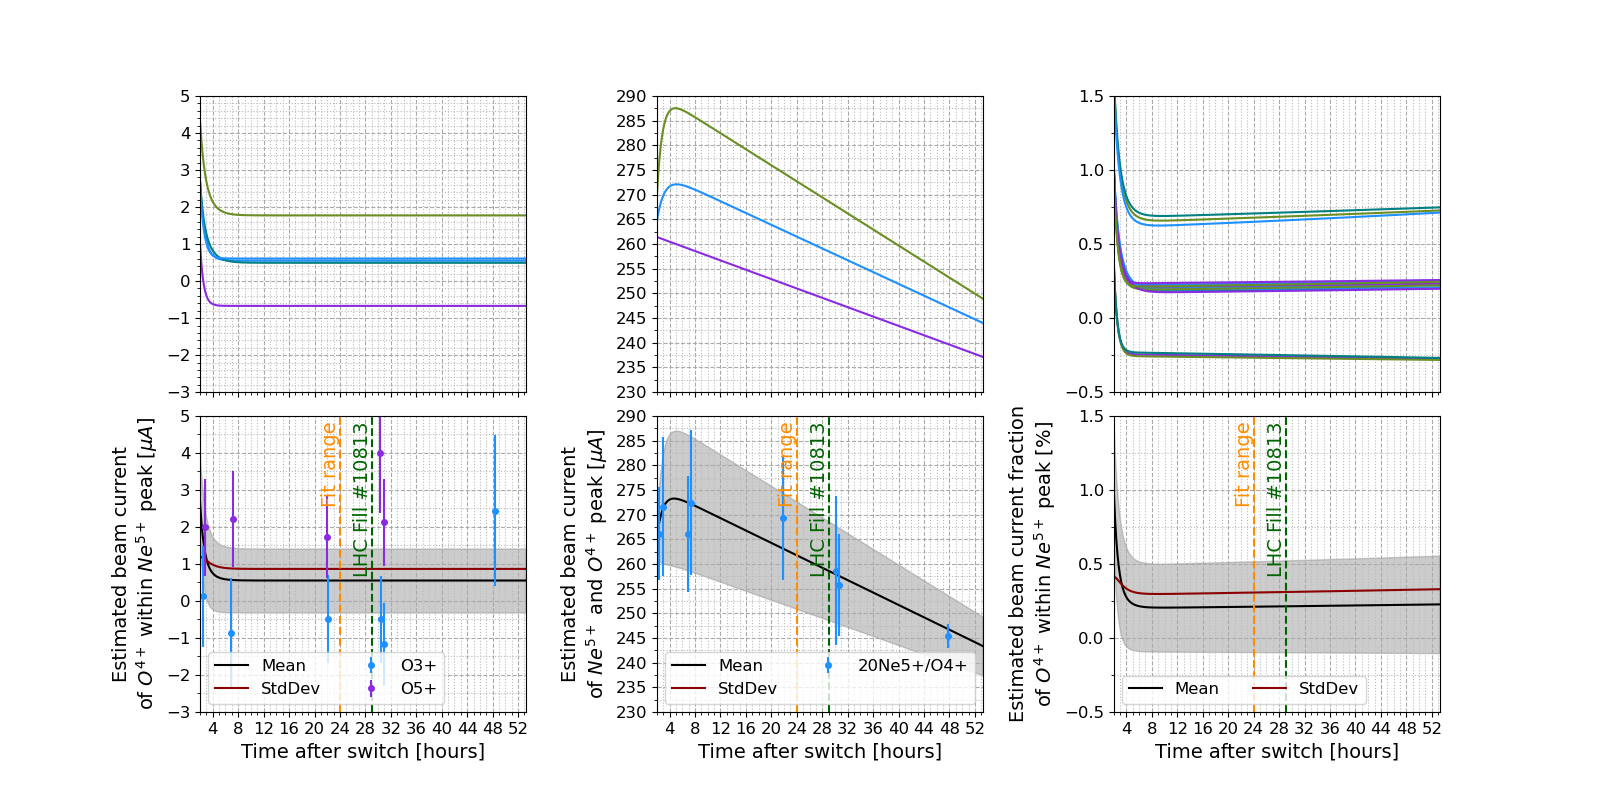 5
4
3
2
1
0
−1
−2
−3
290
285
280
275
270
265
260
255
250
245
240
235
230
1.5
1.0
0.5
0.0
−0.5
Estimated beam current
of O⁴⁺ within Ne⁵⁺ peak [μA]
5
4
3
2
1
0
−1
−2
−3
Fit range
LHC Fill #10813
Mean
StdDev
O3+
O5+
4 8 12 16 20 24 28 32 36 40 44 48 52
Time after switch [hours]
Estimated beam current
of Ne⁵⁺ and O⁴⁺ peak [μA]
290
285
280
275
270
265
260
255
250
245
240
235
230
Fit range
LHC Fill #10813
Mean
StdDev
20Ne5+/O4+
4 8 12 16 20 24 28 32 36 40 44 48 52
Time after switch [hours]
Estimated beam current fraction
of O⁴⁺ within Ne⁵⁺ peak [%]
1.5
1.0
0.5
0.0
−0.5
Fit range
LHC Fill #10813
Mean
StdDev
4 8 12 16 20 24 28 32 36 40 44 48 52
Time after switch [hours]